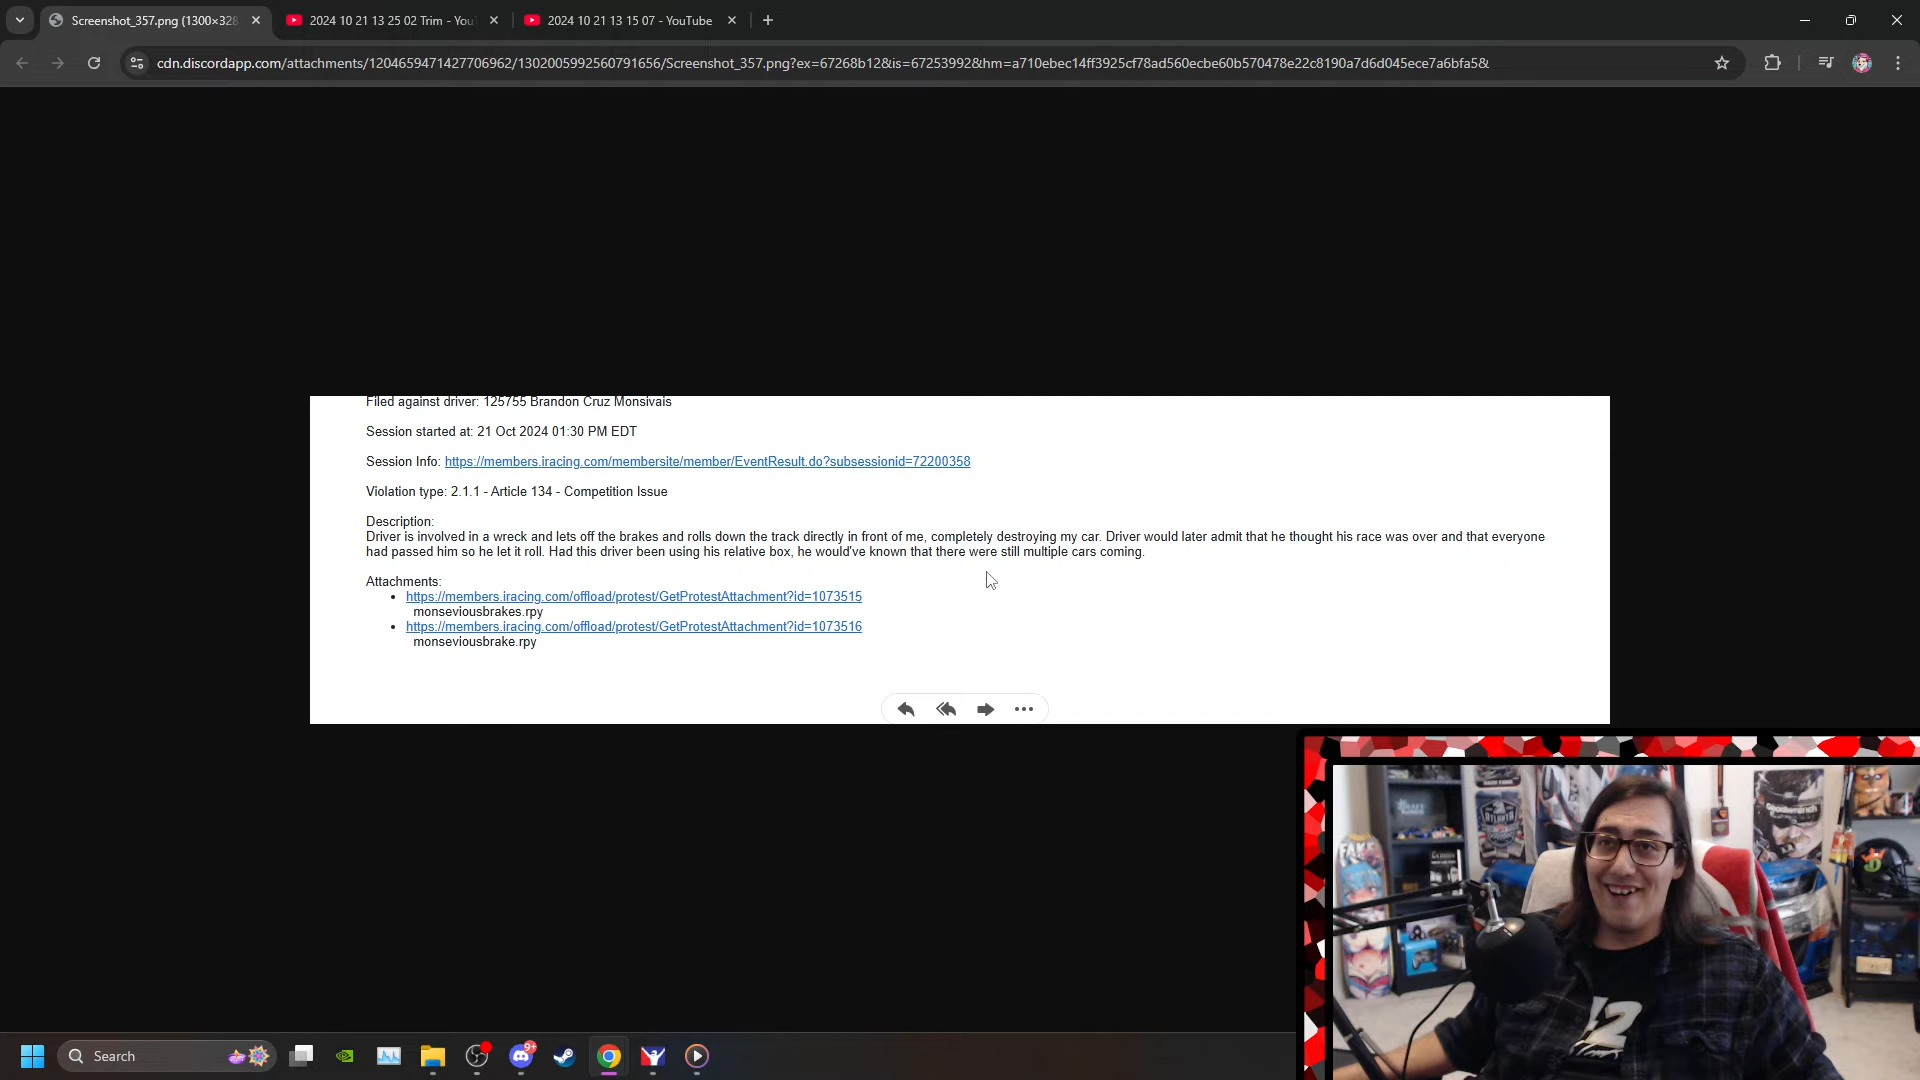 Screenshot_357.png (1300×328
2024 10 21 13 25 02 Trim - You
2024 10 21 13 15 07 - YouTube
cdn.discordapp.com/attachments/1204659471427706962/1302005992560791656/Screenshot_357.png?ex=67268b12&is=67253992&hm=a710ebec14ff3925cf78ad560ecbe60b570478e22c8190a7d6d045ece7a6bfa5&
Filed against driver: 125755 Brandon Cruz Monsivais
Session started at: 21 Oct 2024 01:30 PM EDT
Session Info: https://members.iracing.com/membersite/member/EventResult.do?subsessionid=72200358
Violation type: 2.1.1 - Article 134 - Competition Issue
Description:
Driver is involved in a wreck and lets off the brakes and rolls down the track directly in front of me, completely destroying my car. Driver would later admit that he thought his race was over and that everyone
had passed him so he let it roll. Had this driver been using his relative box, he would've known that there were still multiple cars coming.
Attachments:
https://members.iracing.com/offload/protest/GetProtestAttachment?id=1073515
monseviousbrakes.rpy
https://members.iracing.com/offload/protest/GetProtestAttachment?id=1073516
monseviousbrake.rpy
FAKE
ATLANTA
goodwrench
42
Search
9+